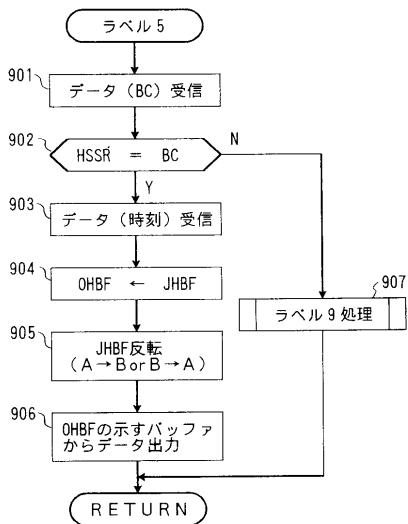 ラベル5
901
データ（BC）受信
902
HSSR = BC
N
Y
903
データ（時刻）受信
904
OHBF ← JHBF
907
ラベル9処理
905
JHBF反転
（A→BorB→A）
906
OHBFの示すバッファ
からデータ出力
RETURN